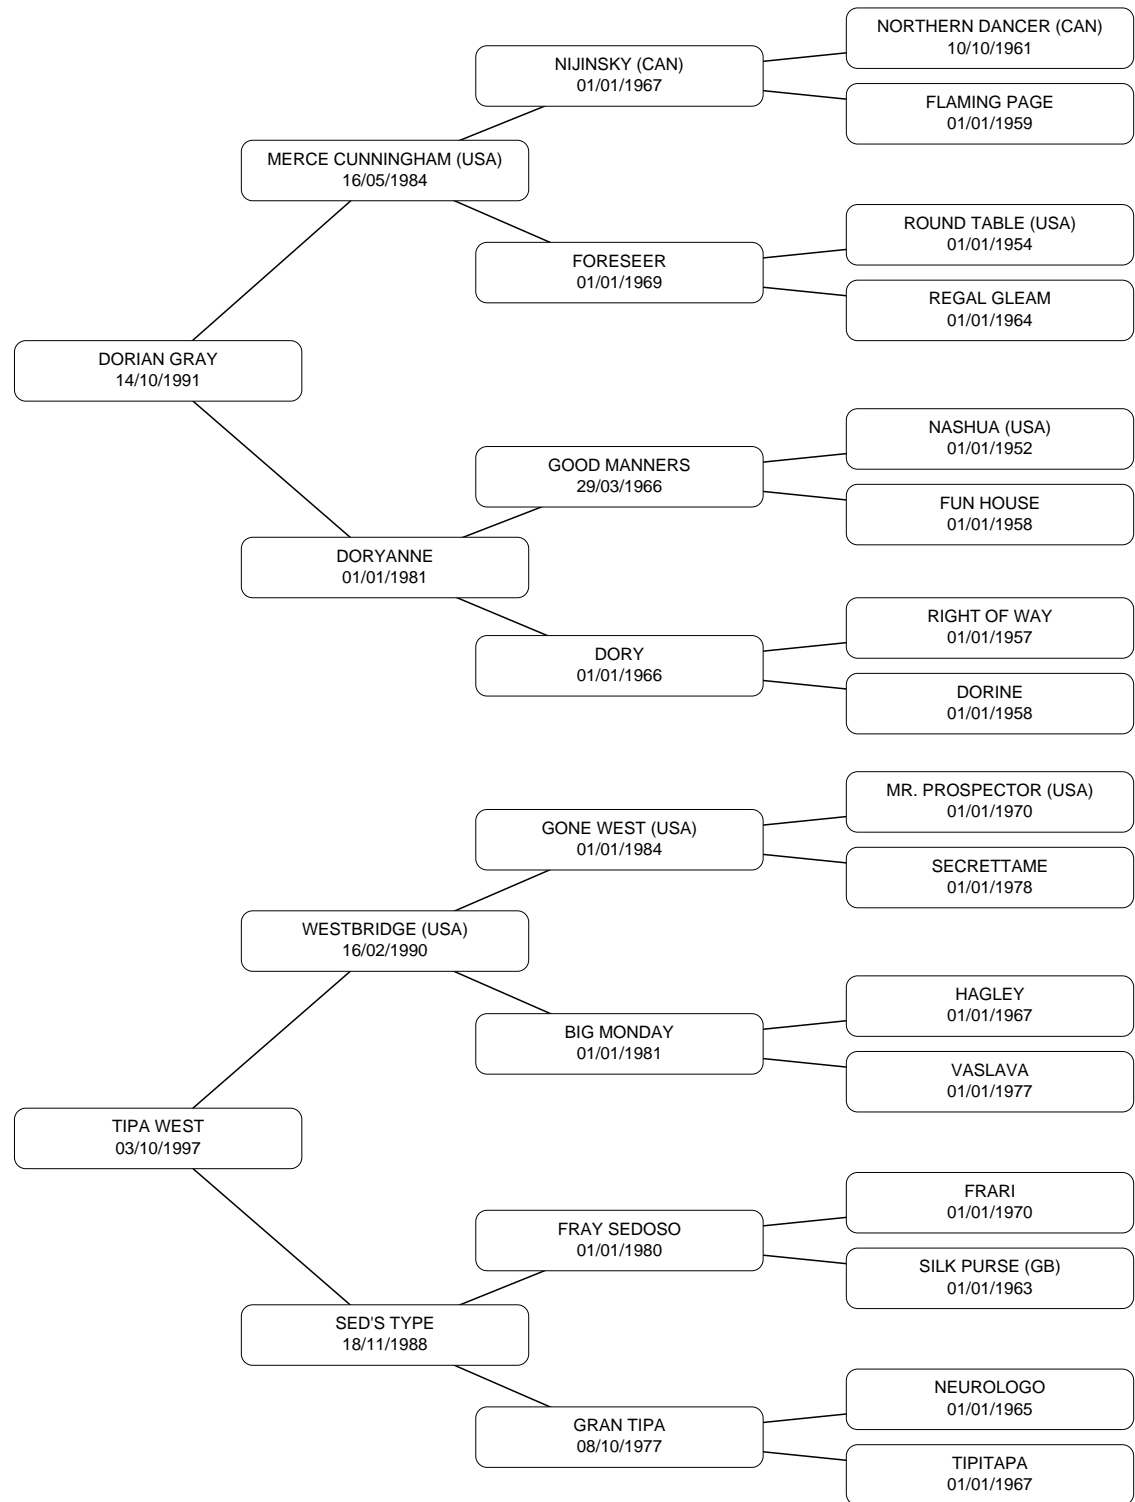 NORTHERN DANCER (CAN)
10/10/1961
NIJINSKY (CAN)
01/01/1967
FLAMING PAGE
01/01/1959
MERCE CUNNINGHAM (USA)
16/05/1984
ROUND TABLE (USA)
01/01/1954
FORESEER
01/01/1969
REGAL GLEAM
01/01/1964
DORIAN GRAY
14/10/1991
NASHUA (USA)
01/01/1952
GOOD MANNERS
29/03/1966
FUN HOUSE
01/01/1958
DORYANNE
01/01/1981
RIGHT OF WAY
01/01/1957
DORY
01/01/1966
DORINE
01/01/1958
MR. PROSPECTOR (USA)
01/01/1970
GONE WEST (USA)
01/01/1984
SECRETTAME
01/01/1978
WESTBRIDGE (USA)
16/02/1990
HAGLEY
01/01/1967
BIG MONDAY
01/01/1981
VASLAVA
01/01/1977
TIPA WEST
03/10/1997
FRARI
01/01/1970
FRAY SEDOSO
01/01/1980
SILK PURSE (GB)
01/01/1963
SED'S TYPE
18/11/1988
NEUROLOGO
01/01/1965
GRAN TIPA
08/10/1977
TIPITAPA
01/01/1967